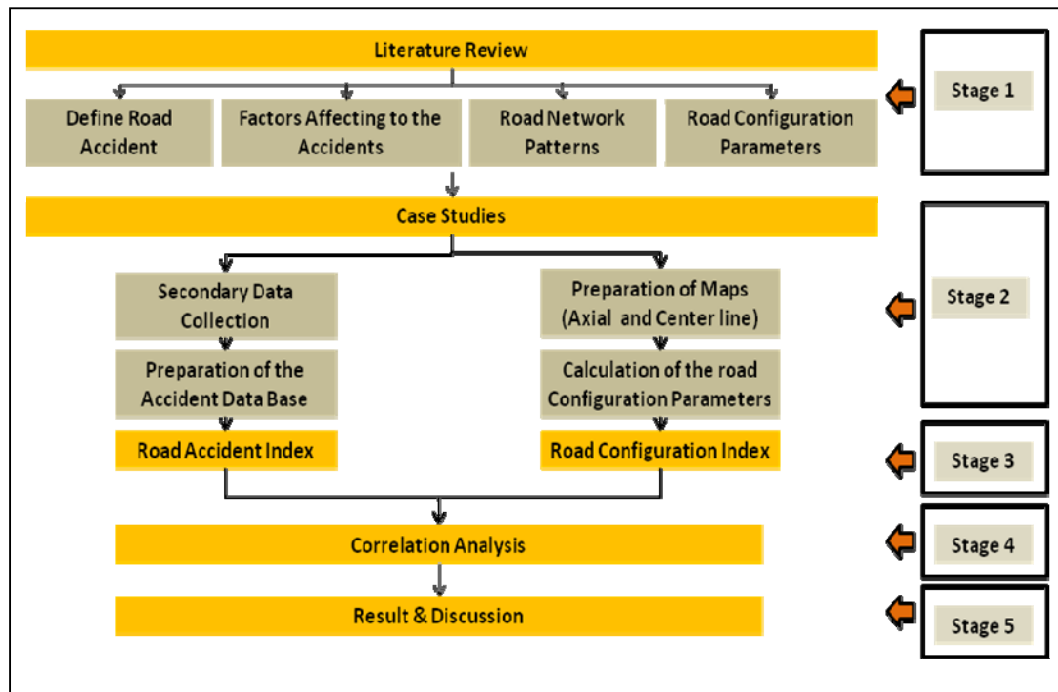 Literature Review
Stage 1
Define Road
Accident
Factors Affecting to the
Accidents
Road Network
Patterns
Road Configuration
Parameters
Case Studies
Stage 2
Secondary Data
Collection
Preparation of Maps
(Axial and Center line)
Preparation of the
Accident Data Base
Calculation of the road
Configuration Parameters
Road Accident Index
Road Configuration Index
Stage 3
Correlation Analysis
Stage 4
Result & Discussion
Stage 5